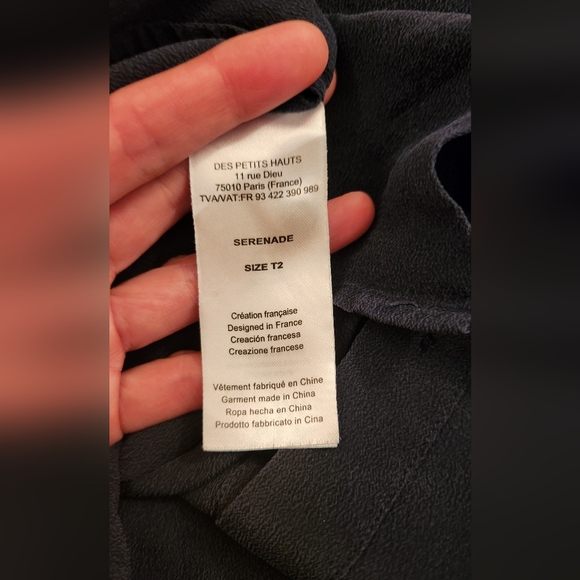 DES PETITS HAUTS
11 rue Dieu
75010 Paris (France)
TVA/VAT:FR 93 422 390 989
SERENADE
SIZE T2
Création française
Designed in France
Creación francesa
Creazione francese
Vêtement fabriqué en Chine
Garment made in China
Ropa hecha en China
Prodotto fabbricato in Cina